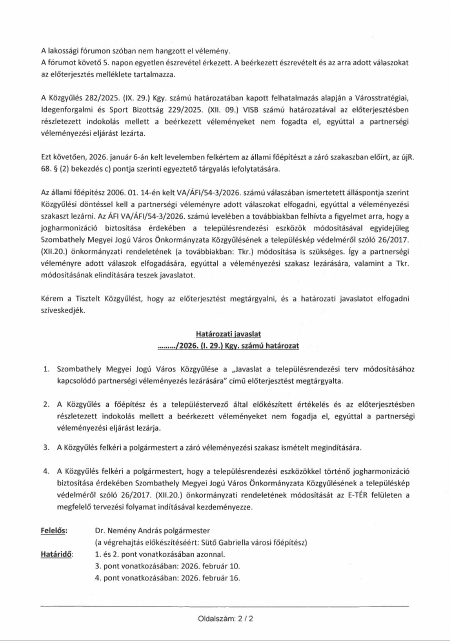 A lakossági fórumon szóban nem hangzott el vélemény.
A fórumot követő 5. napon egyetlen észrevétel érkezett. A beérkezett észrevételt és az arra adott válaszokat
az előterjesztés melléklete tartalmazza.
A Közgyűlés 282/2025. (IX. 29.) Kgy. számú határozatában kapott felhatalmazás alapján a Városstratégiai,
Idegenforgalmi és Sport Bizottság 229/2025. (XII. 09.) VISB számú határozatával az előterjesztésben
részletezett indokolás mellett a beérkezett véleményeket nem fogadta el, egyúttal a partnerségi
véleményezési eljárást lezárta.
Ezt követően, 2026. január 6-án kelt levelemben felkértem az állami főépítészt a záró szakaszban előírt, az újR.
68. § (2) bekezdés c) pontja szerinti egyeztető tárgyalás lefolytatására.
Az állami főépítész 2006. 01. 14-én kelt VA/ÁFI/54-3/2026. számú válaszában ismertetett álláspontja szerint
Közgyűlési döntéssel kell a partnerségi véleményre adott válaszokat elfogadni, egyúttal a véleményezési
szakaszt lezárni. Az ÁFI VA/ÁFI/54-3/2026. számú levelében a továbbiakban felhívta a figyelmet arra, hogy a
jogharmonizáció biztosítása érdekében a településrendezési eszközök módosításával egyidejűleg
Szombathely Megyei Jogú Város Önkormányzata Közgyűlésének a településkép védelméről szóló 26/2017.
(XII.20.) önkormányzati rendeletének (a továbbiakban: Tkr.) módosítása is szükséges. Így a partnerségi
véleményre adott válaszok elfogadására, egyúttal a véleményezési szakasz lezárására, valamint a Tkr.
módosításának elindítására teszek javaslatot.
Kérem a Tisztelt Közgyűlést, hogy az előterjesztést megtárgyalni, és a határozati javaslatot elfogadni
szíveskedjék.
Határozati javaslat
………/2026. (I. 29.) Kgy. számú határozat
1. Szombathely Megyei Jogú Város Közgyűlése a „Javaslat a településrendezési terv módosításához
kapcsolódó partnerségi véleményezés lezárására” című előterjesztést megtárgyalta.
2. A Közgyűlés a főépítész és a településtervező által előkészített értékelés és az előterjesztésben
részletezett indokolás mellett a beérkezett véleményeket nem fogadja el, egyúttal a partnerségi
véleményezési eljárást lezárja.
3. A Közgyűlés felkéri a polgármestert a záró véleményezési szakasz ismételt megindítására.
4. A Közgyűlés felkéri a polgármestert, hogy a településrendezési eszközökkel történő jogharmonizáció
biztosítása érdekében Szombathely Megyei Jogú Város Önkormányzata Közgyűlésének a településkép
védelméről szóló 26/2017. (XII.20.) önkormányzati rendeletének módosítását az E-TÉR felületen a
megfelelő tervezési folyamat indításával kezdeményezze.
Felelős: Dr. Nemény András polgármester
(a végrehajtás előkészítéséért: Sütő Gabriella városi főépítész)
Határidő: 1. és 2. pont vonatkozásában azonnal.
3. pont vonatkozásában: 2026. február 10.
4. pont vonatkozásában: 2026. február 16.
Oldalszám: 2 / 2